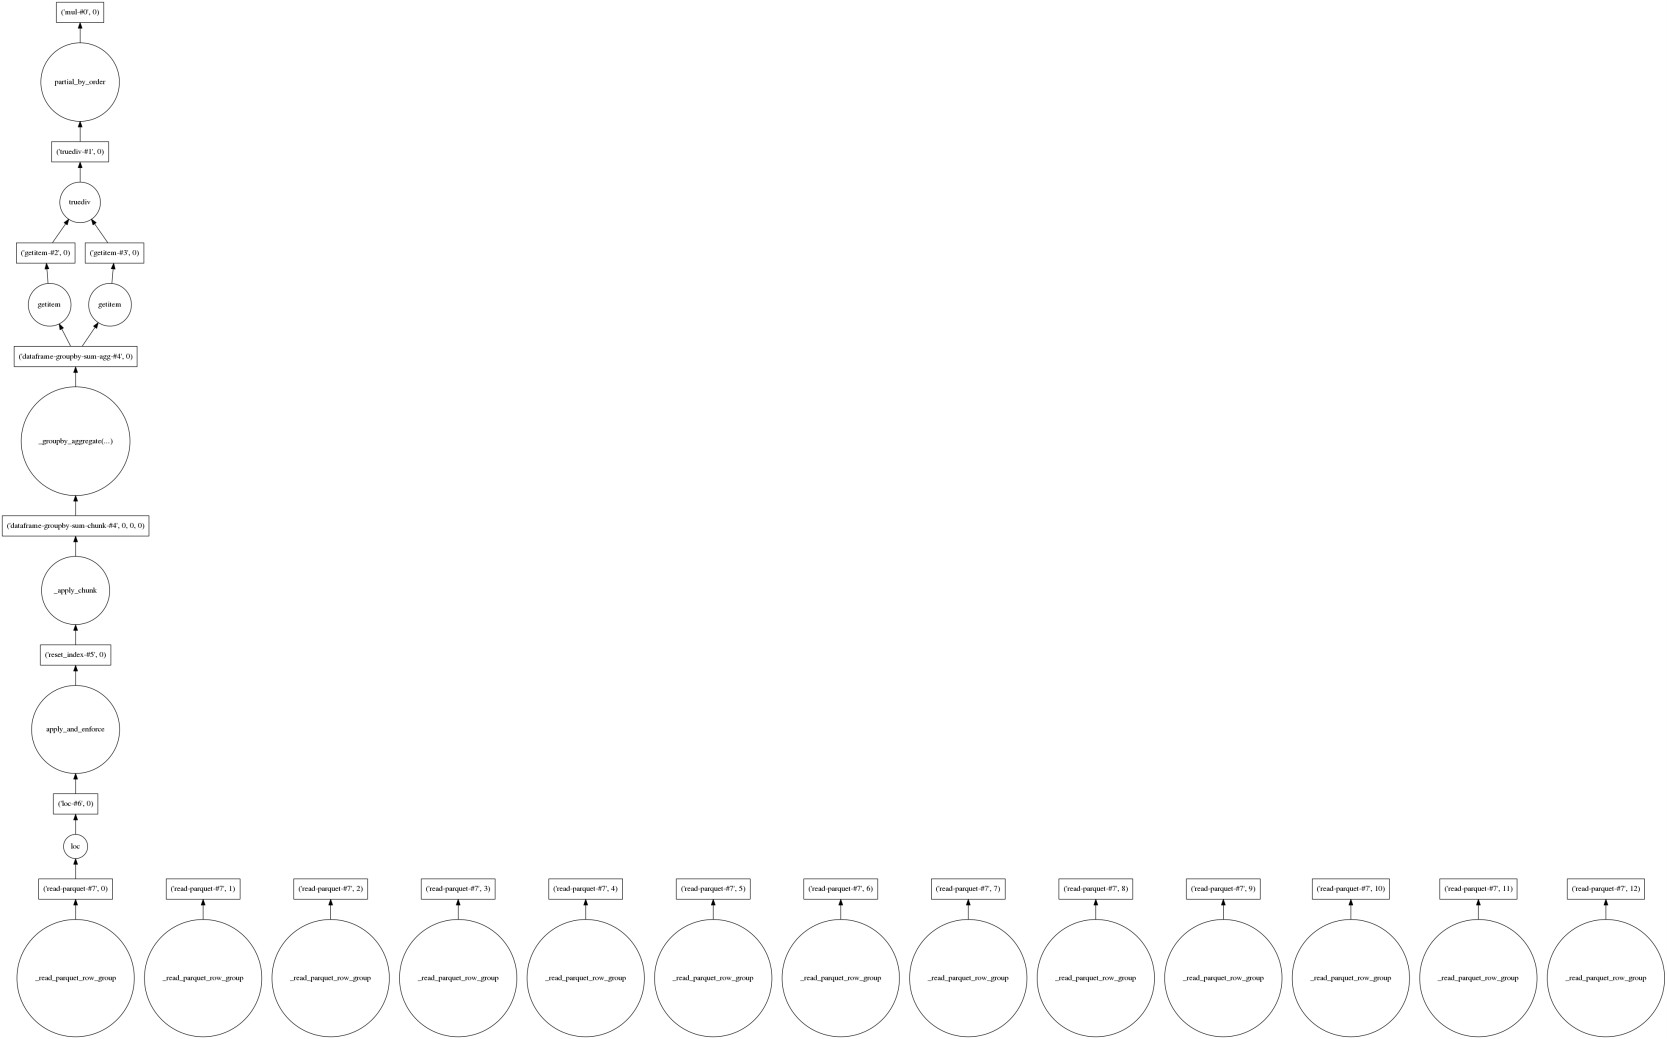 ('mul-#0', 0)
partial_by_order
('truediv-#1', 0)
truediv
('getitem-#2', 0)
('getitem-#3', 0)
getitem
getitem
('dataframe-groupby-sum-agg-#4', 0)
_groupby_aggregate(...)
('dataframe-groupby-sum-chunk-#4', 0, 0, 0)
_apply_chunk
('reset_index-#5', 0)
apply_and_enforce
('loc-#6', 0)
loc
('read-parquet-#7', 0)
('read-parquet-#7', 1)
('read-parquet-#7', 2)
('read-parquet-#7', 3)
('read-parquet-#7', 4)
('read-parquet-#7', 5)
('read-parquet-#7', 6)
('read-parquet-#7', 7)
('read-parquet-#7', 8)
('read-parquet-#7', 9)
('read-parquet-#7', 10)
('read-parquet-#7', 11)
('read-parquet-#7', 12)
_read_parquet_row_group
_read_parquet_row_group
_read_parquet_row_group
_read_parquet_row_group
_read_parquet_row_group
_read_parquet_row_group
_read_parquet_row_group
_read_parquet_row_group
_read_parquet_row_group
_read_parquet_row_group
_read_parquet_row_group
_read_parquet_row_group
_read_parquet_row_group